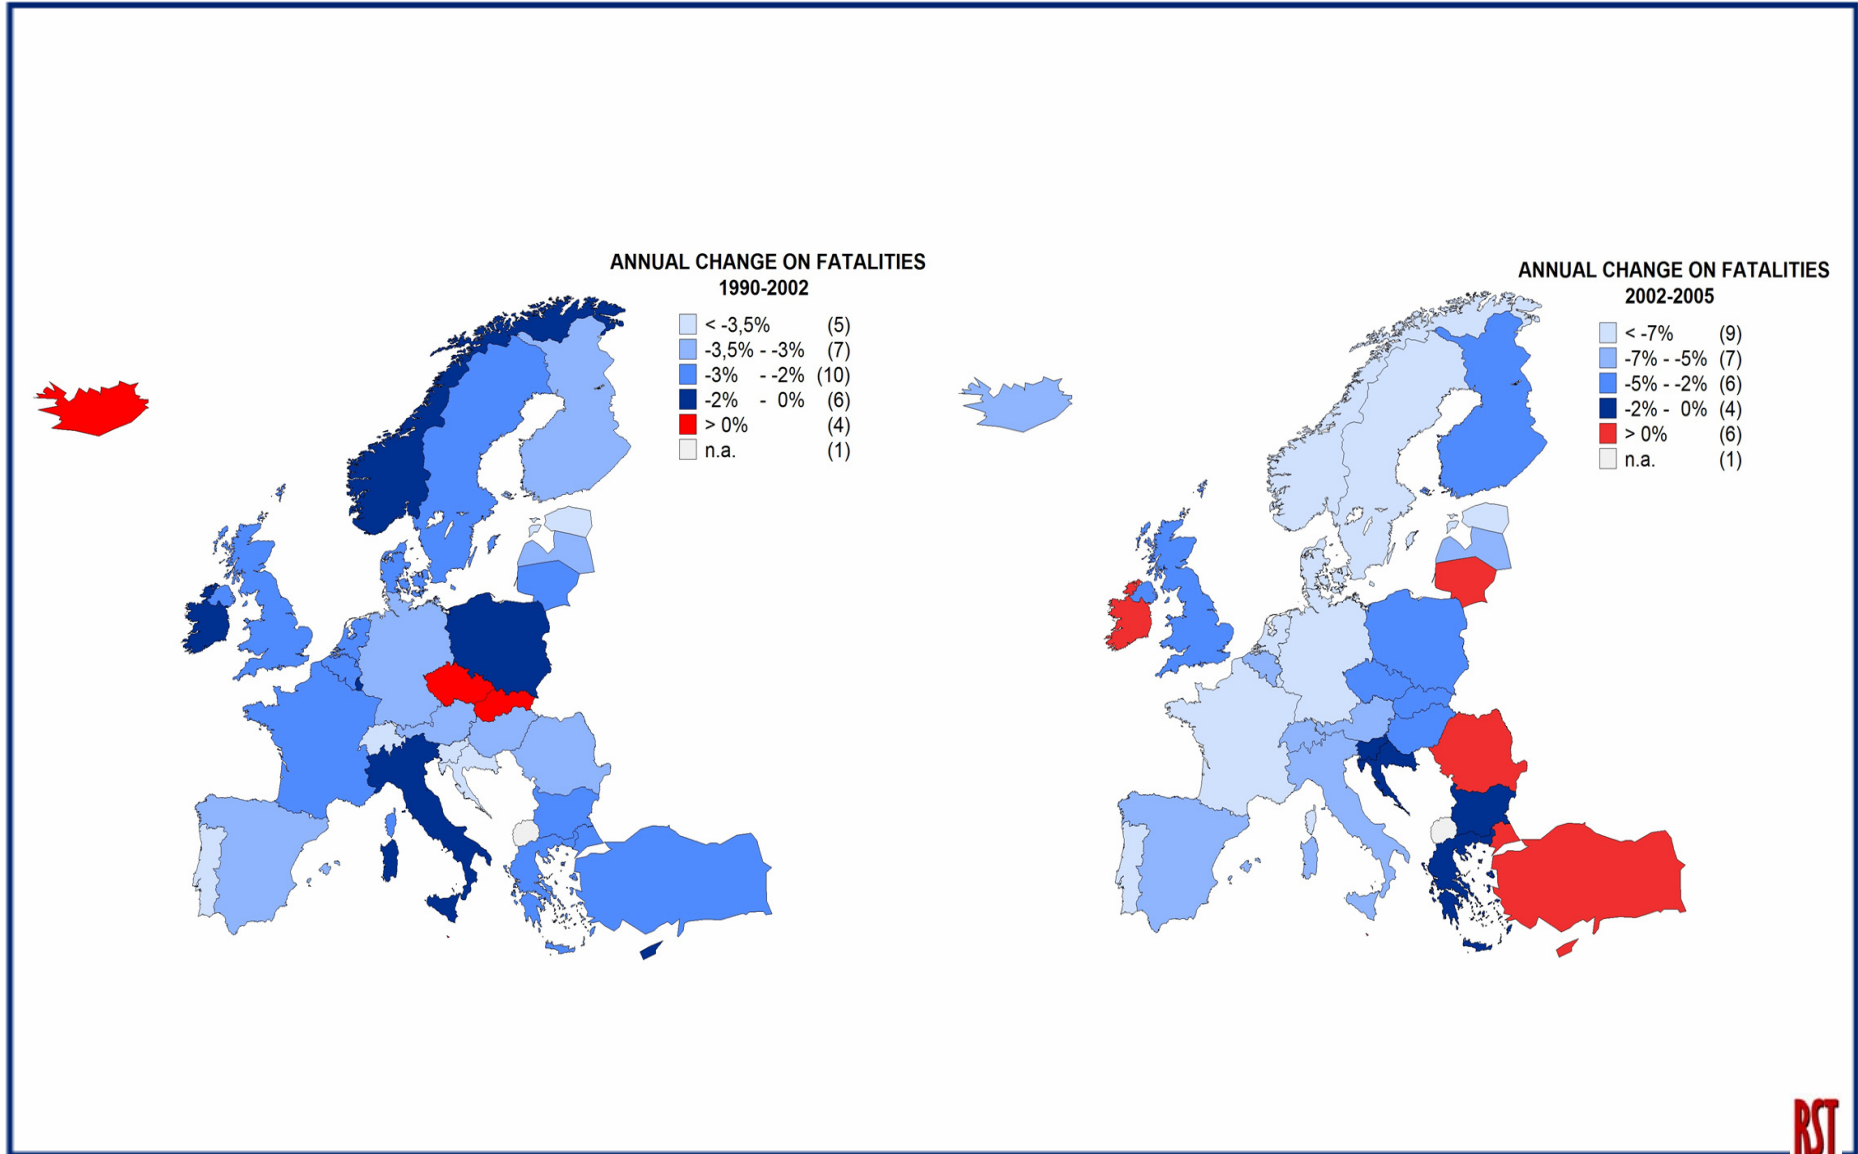 ANNUAL CHANGE ON FATALITIES
1990-2002
< -3,5% (5)
-3,5% - -3% (7)
-3% - -2% (10)
-2% - 0% (6)
> 0% (4)
n.a. (1)
ANNUAL CHANGE ON FATALITIES
2002-2005
< -7% (9)
-7% - -5% (7)
-5% - -2% (6)
-2% - 0% (4)
> 0% (6)
n.a. (1)
RST